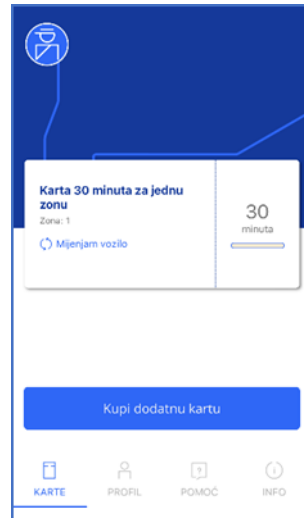 Karta 30 minuta za jednu
zonu
Zona: 1
Mijenjam vozilo
30
minuta
Kupi dodatnu kartu
KARTE PROFIL POMOĆ INFO